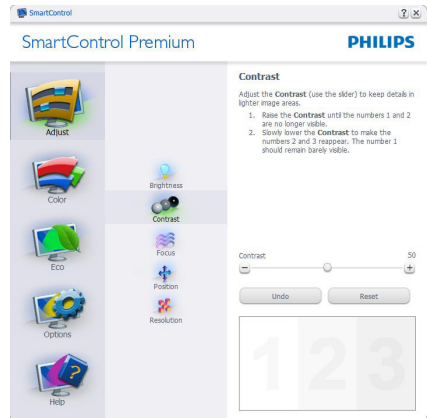 SmartControl
SmartControl Premium
PHILIPS
Adjust
Color
Eco
Options
Help
Brightness
Contrast
Focus
Position
Resolution
Contrast
Adjust the Contrast (use the slider) to keep details in
lighter image areas.
1. Raise the Contrast until the numbers 1 and 2
are no longer visible.
2. Slowly lower the Contrast to make the
numbers 2 and 3 reappear. The number 1
should remain barely visible.
Contrast 50
Undo Reset
1 2 3